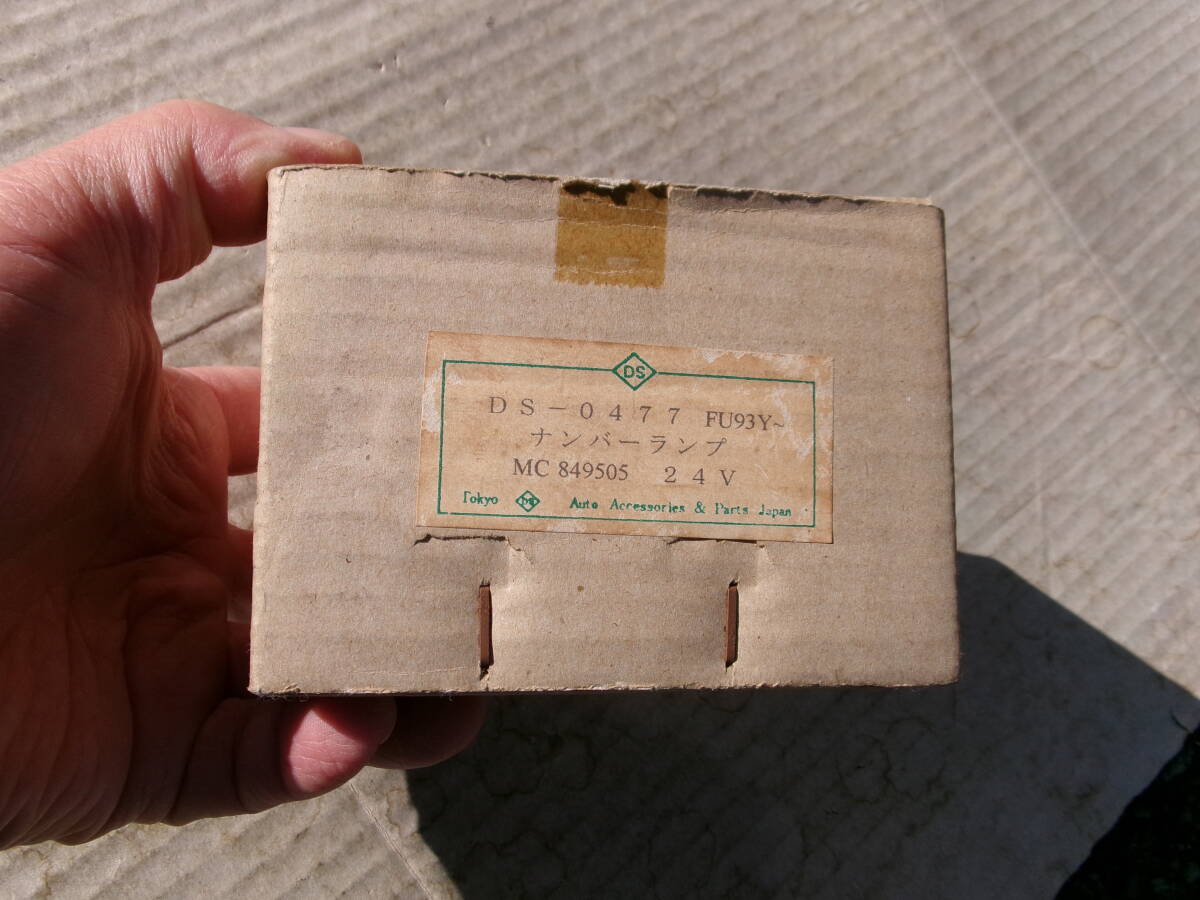 DS
DS-0477 FU93Y~
ナンバーランプ
MC 849505 24V
Tokyo DS Auto Accessories & Parts Japan